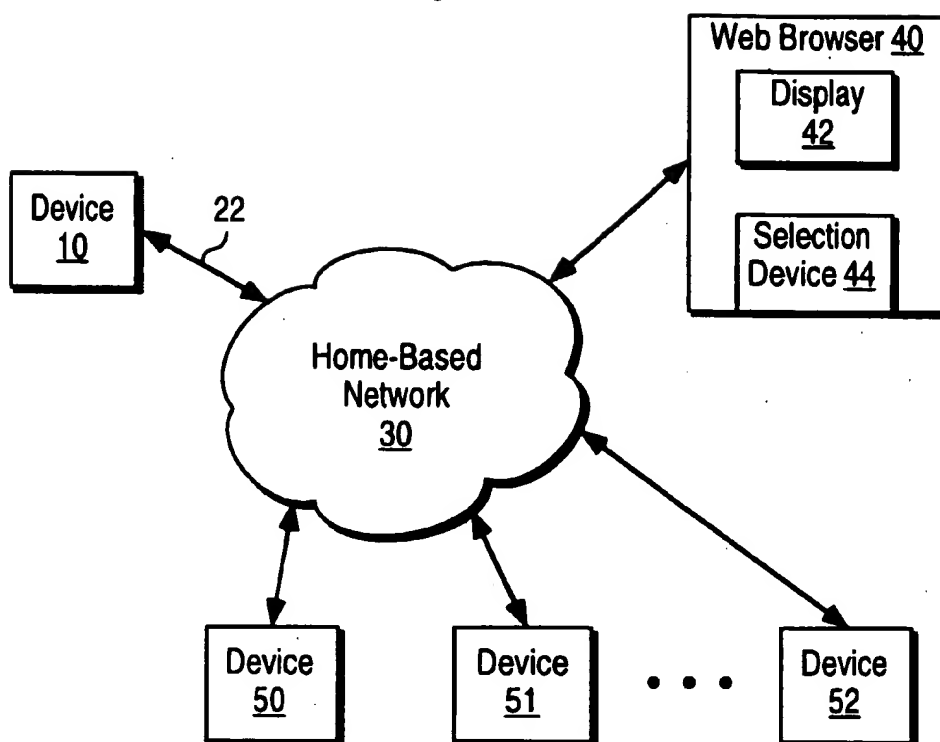 Web Browser 40
Display
42
Selection
Device 44
Device
10
22
Home-Based
Network
30
Device
50
Device
51
Device
52